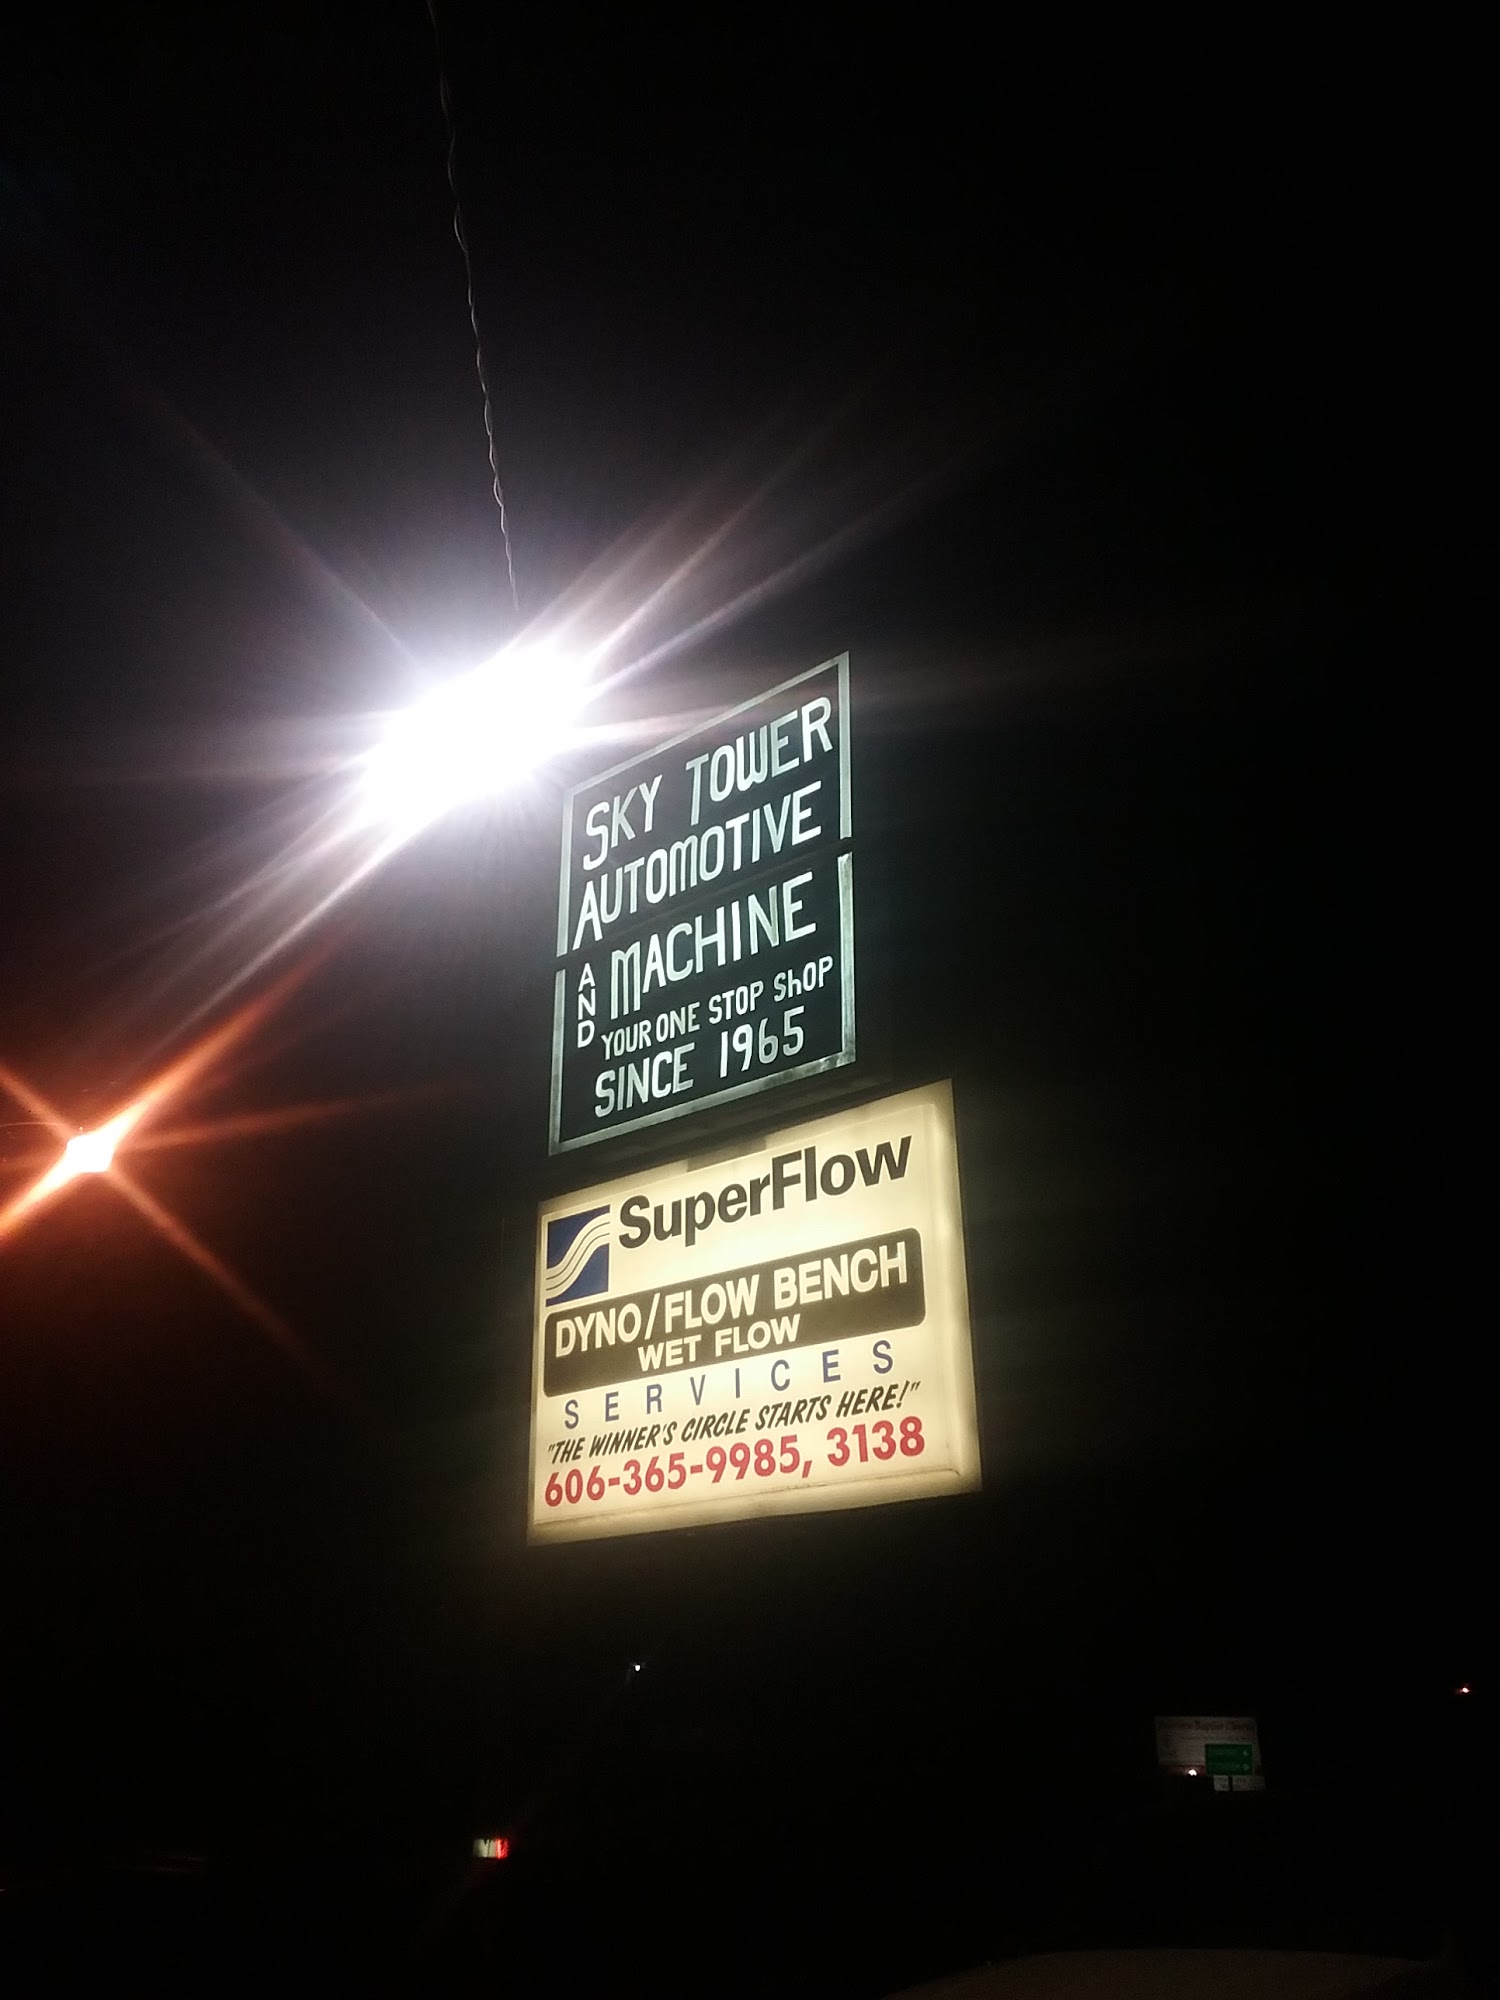 SKY TOWER
AUTOMOTIVE
AND MACHINE
YOUR ONE STOP ShOP
SINCE 1965
SuperFlow
DYNO/FLOW BENCH
WET FLOW
SERVICES
"THE WINNER'S CIRCLE STARTS HERE!"
606-365-9985, 3138